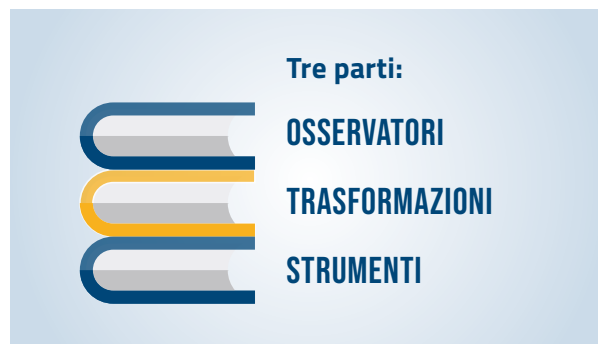 Tre parti:
OSSERVATORI
TRASFORMAZIONI
STRUMENTI